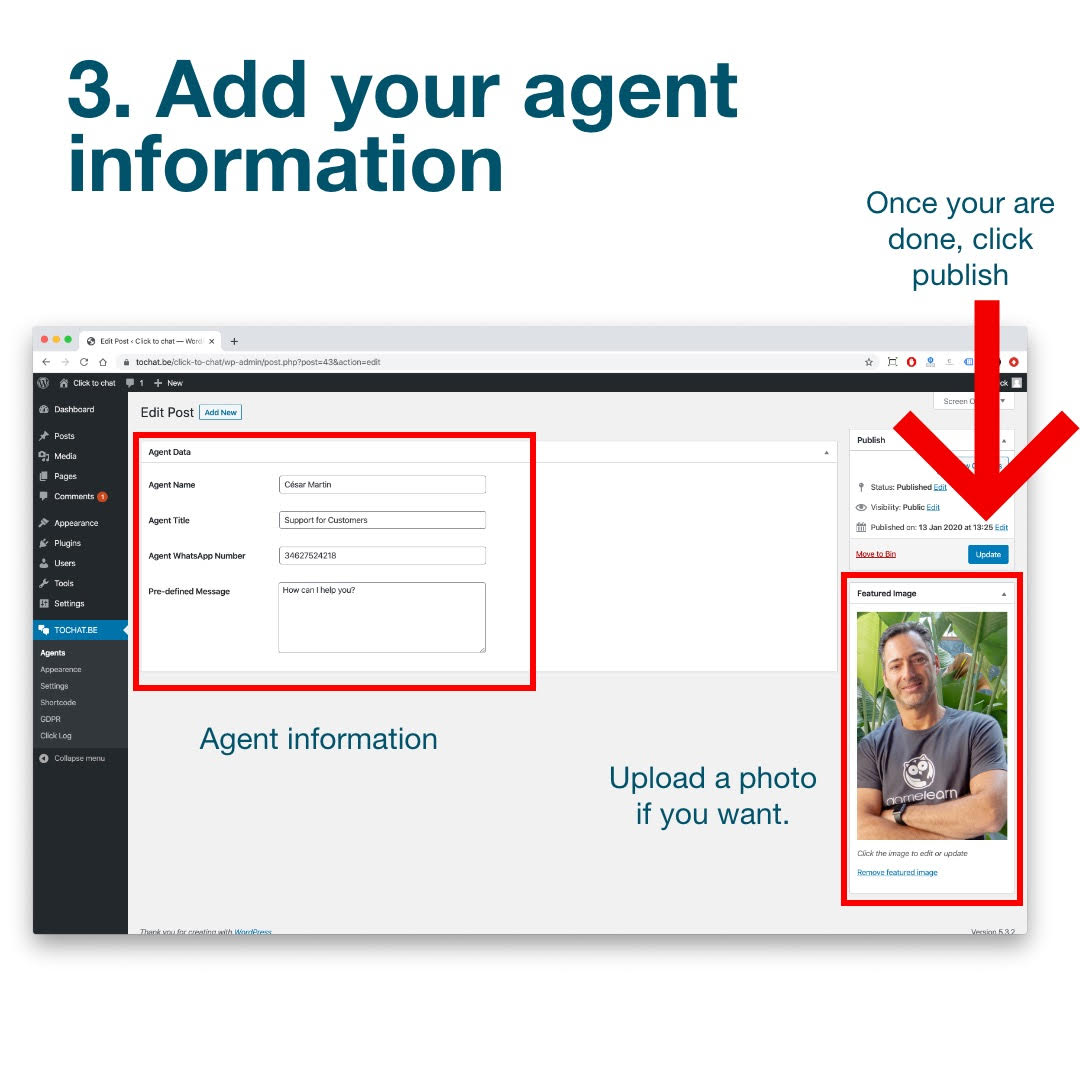 3. Add your agent
information
Once your are
done, click
publish
Edit Post ‹ Click to chat — Word
tochat.be/click-to-chat/wp-admin/post.php?post=43&action=edit
Click to chat
1
New
Dashboard
Posts
Media
Pages
Comments 1
Appearance
Plugins
Users
Tools
Settings
TOCHAT.BE
Agents
Appearence
Settings
Shortcode
GDPR
Click Log
Collapse menu
Edit Post
Add New
Screen
Agent Data
Agent Name
César Martin
Agent Title
Support for Customers
Agent WhatsApp Number
34627524218
Pre-defined Message
How can I help you?
Agent information
Upload a photo
if you want.
Publish
Status: Published Edit
Visibility: Public Edit
Published on: 13 Jan 2020 at 13:25 Edit
Move to Bin
Update
Featured Image
gamelearn
Click the image to edit or update
Remove featured image
Thank you for creating with WordPress
Version 5.3.2